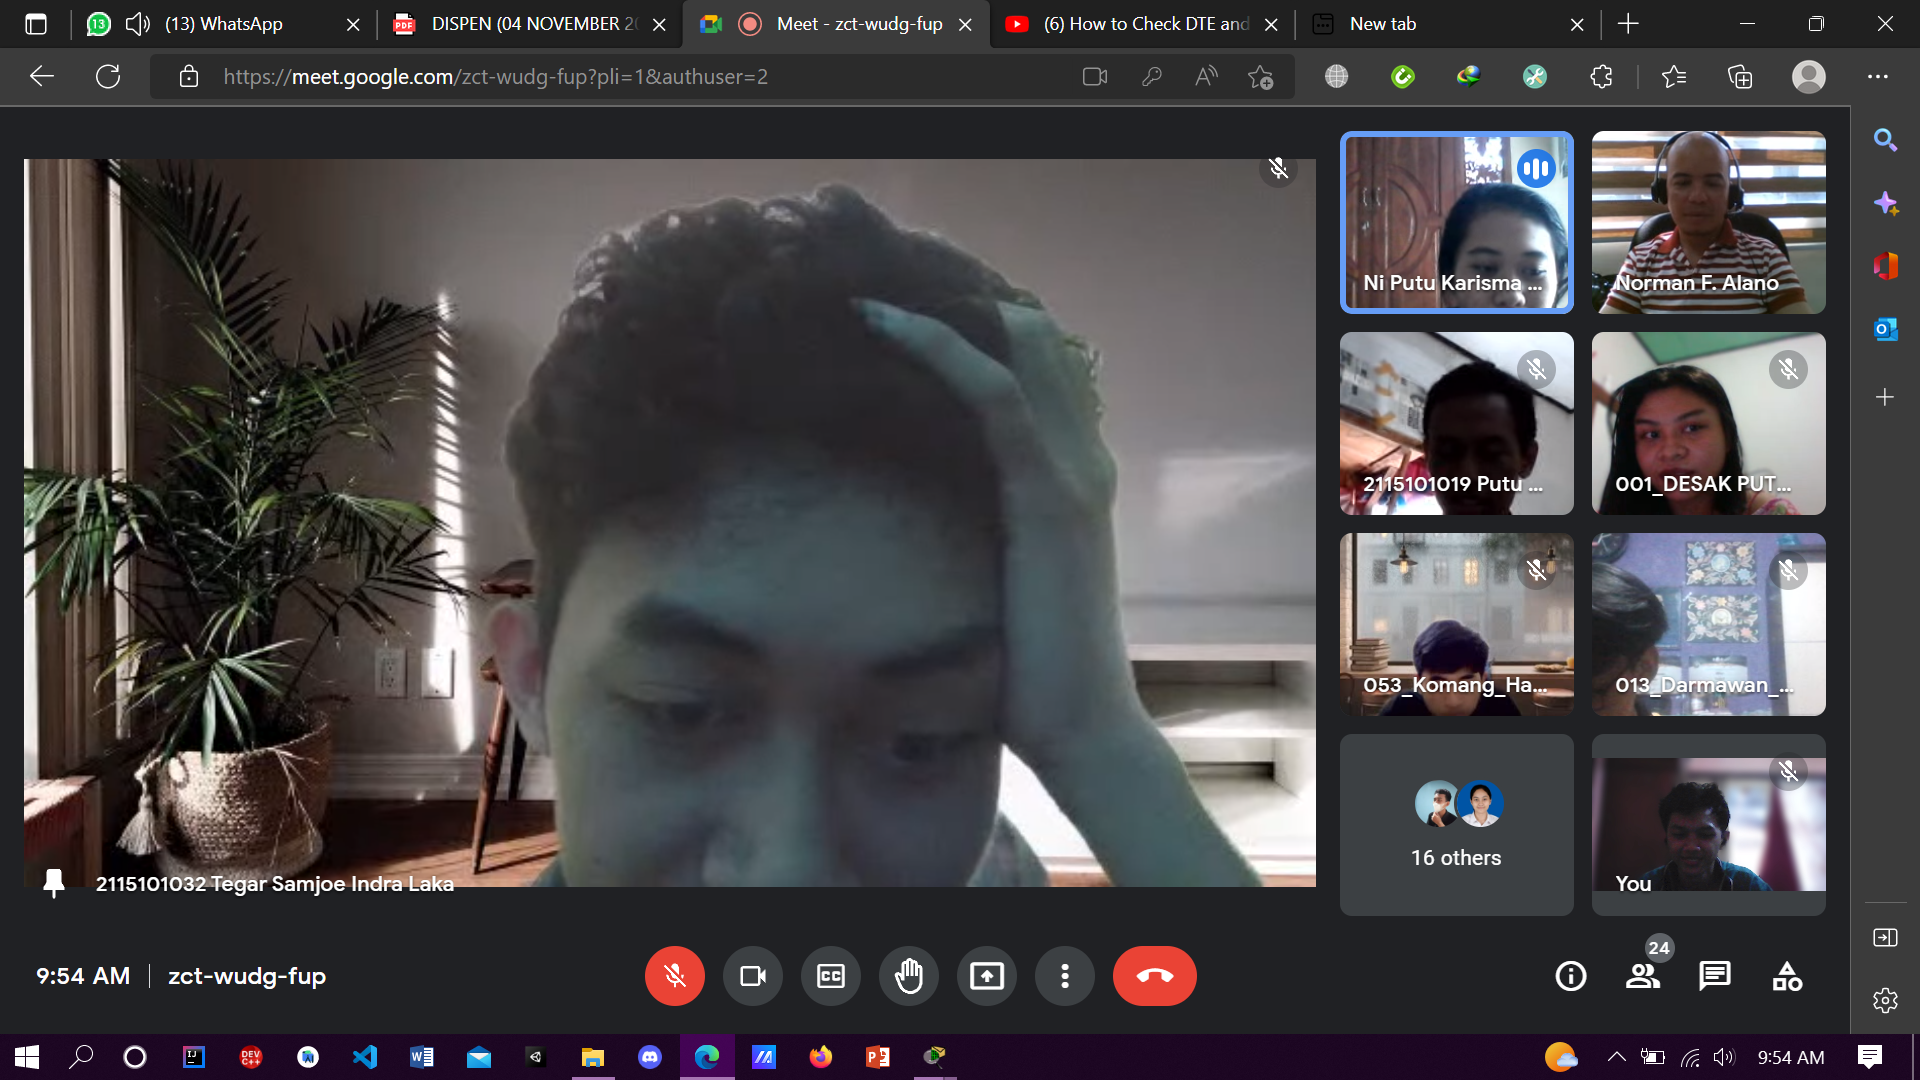 (13) WhatsApp
DISPEN (04 NOVEMBER 20
Meet - zct-wudg-fup
(6) How to Check DTE and
New tab
https://meet.google.com/zct-wudg-fup?pli=1&authuser=2
Ni Putu Karisma ...
Norman F. Alano
2115101019 Putu ...
001_DESAK PUT...
053_Komang_Ha...
013_Darmawan_...
16 others
You
2115101032 Tegar Samjoe Indra Laka
9:54 AM
zct-wudg-fup
24
9:54 AM